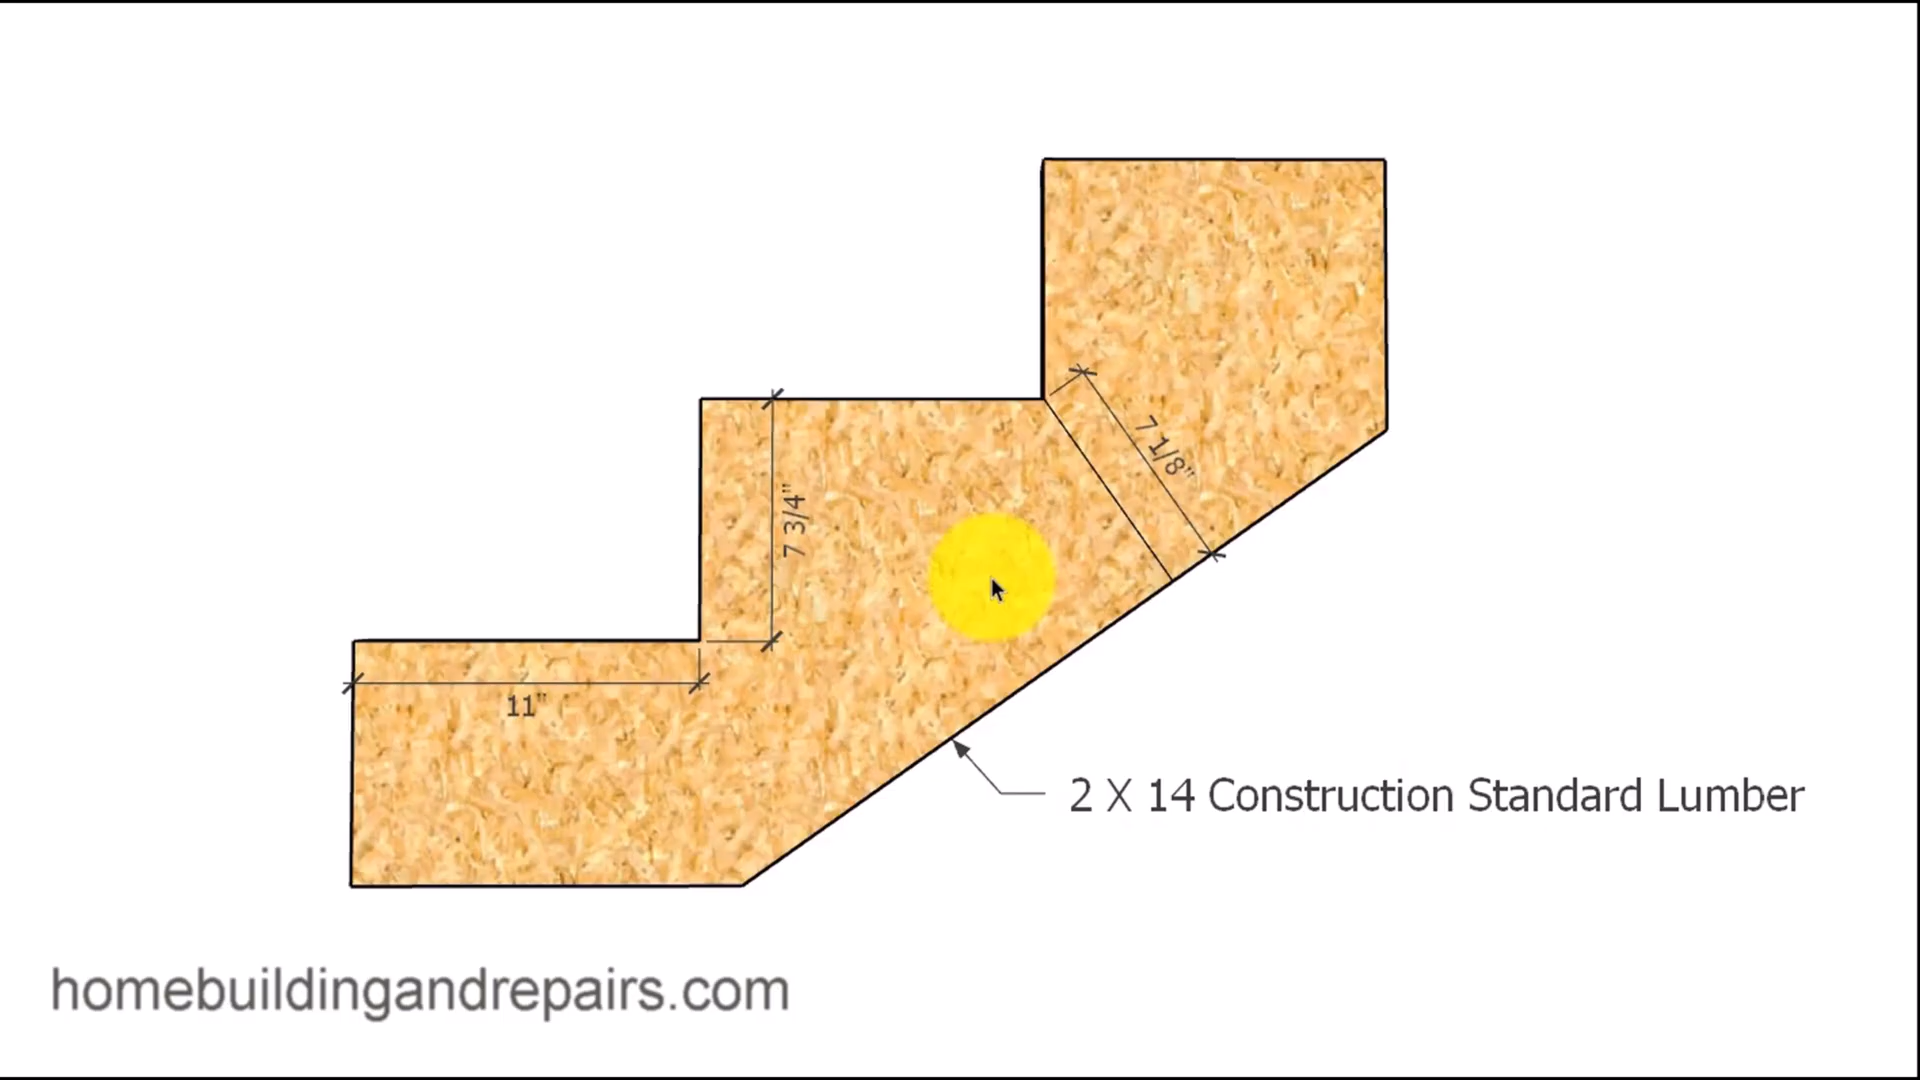 7 1/8"
7 3/4"
11"
2 X 14 Construction Standard Lumber
homebuildingandrepairs.com